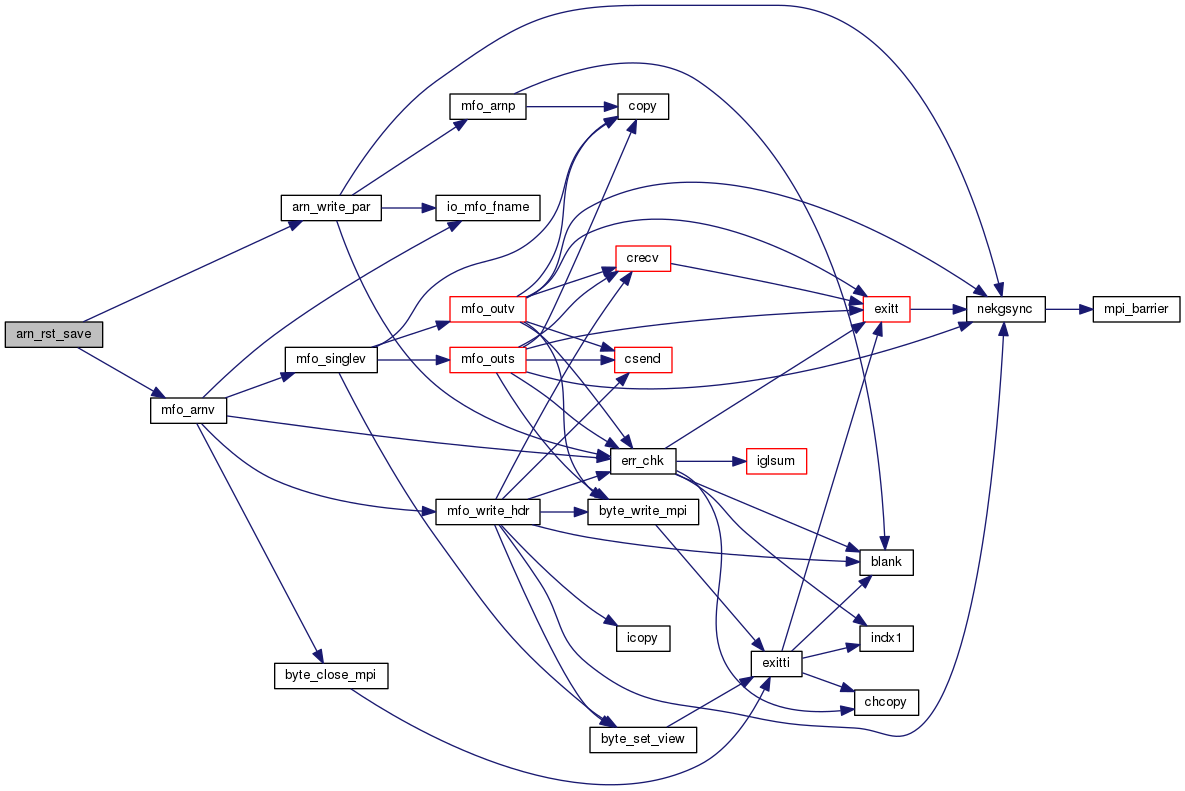 mfo_arnp
copy
arn_write_par
io_mfo_fname
crecv
mfo_outv
exitt
nekgsync
mpi_barrier
arn_rst_save
mfo_singlev
mfo_outs
csend
mfo_arnv
err_chk
iglsum
mfo_write_hdr
byte_write_mpi
blank
icopy
indx1
exitti
byte_close_mpi
chcopy
byte_set_view